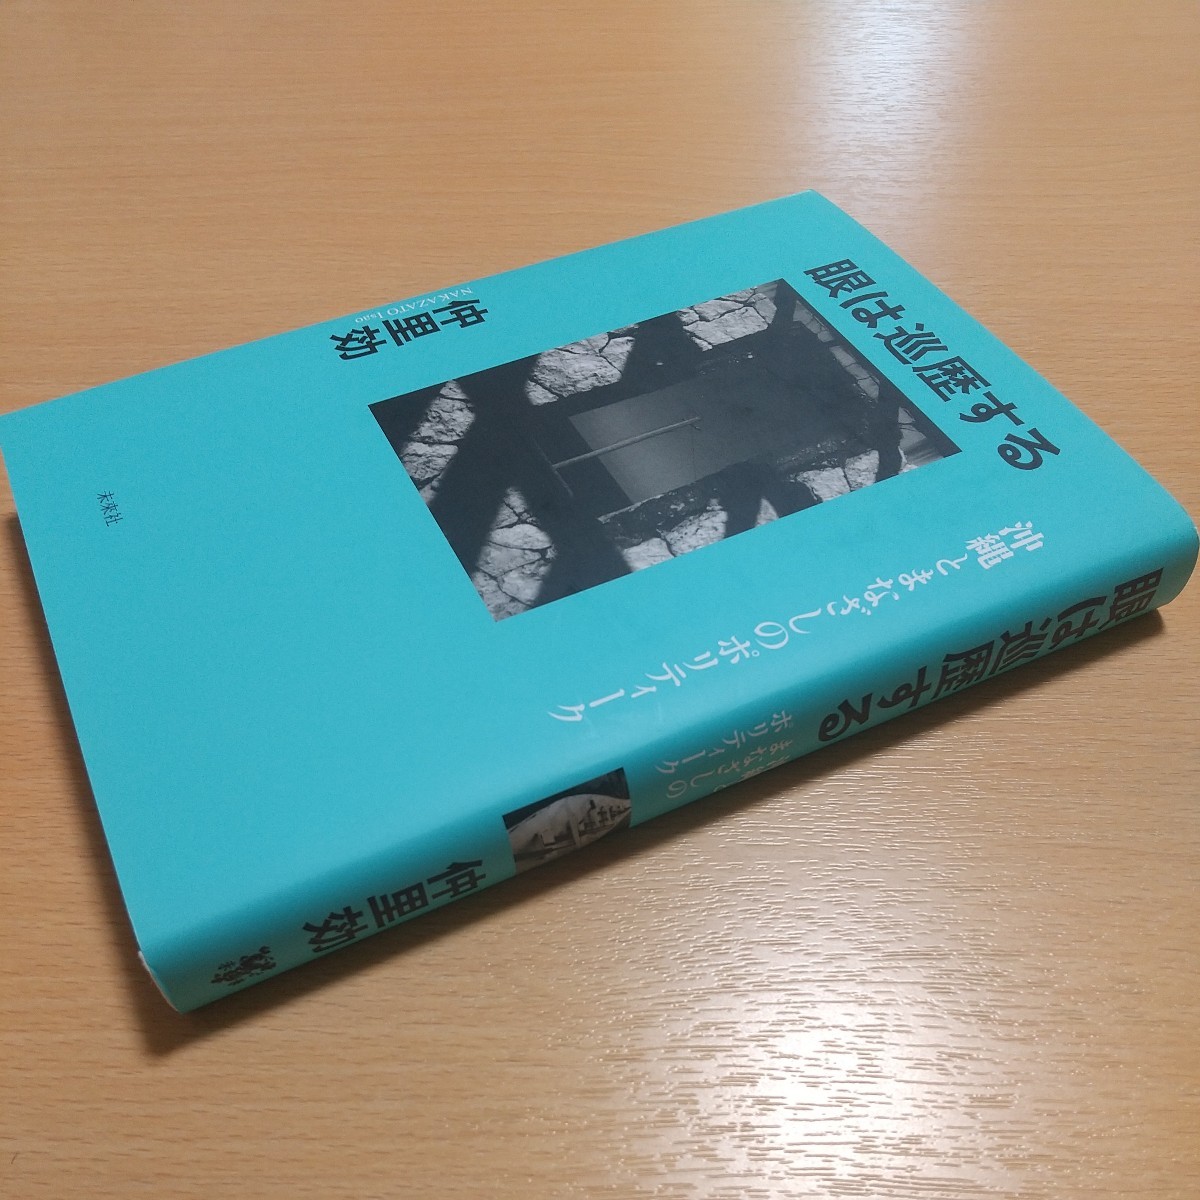 眼は巡歴する
沖縄とまなざしのポリティーク
仲里効
NAKAZATO Isao
未来社
眼は巡歴する
沖縄と
まなざしの
ポリティーク
仲里効